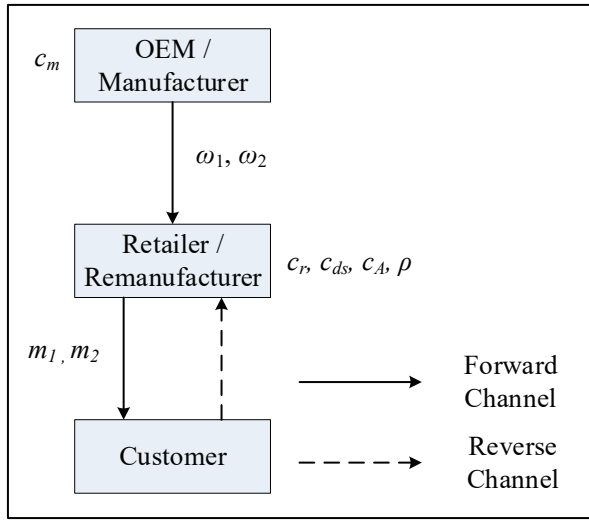 c_m
OEM /
Manufacturer
ω₁, ω₂
Retailer /
Remanufacturer
c_r, c_ds, c_A, ρ
m₁, m₂
Customer
Forward
Channel
Reverse
Channel